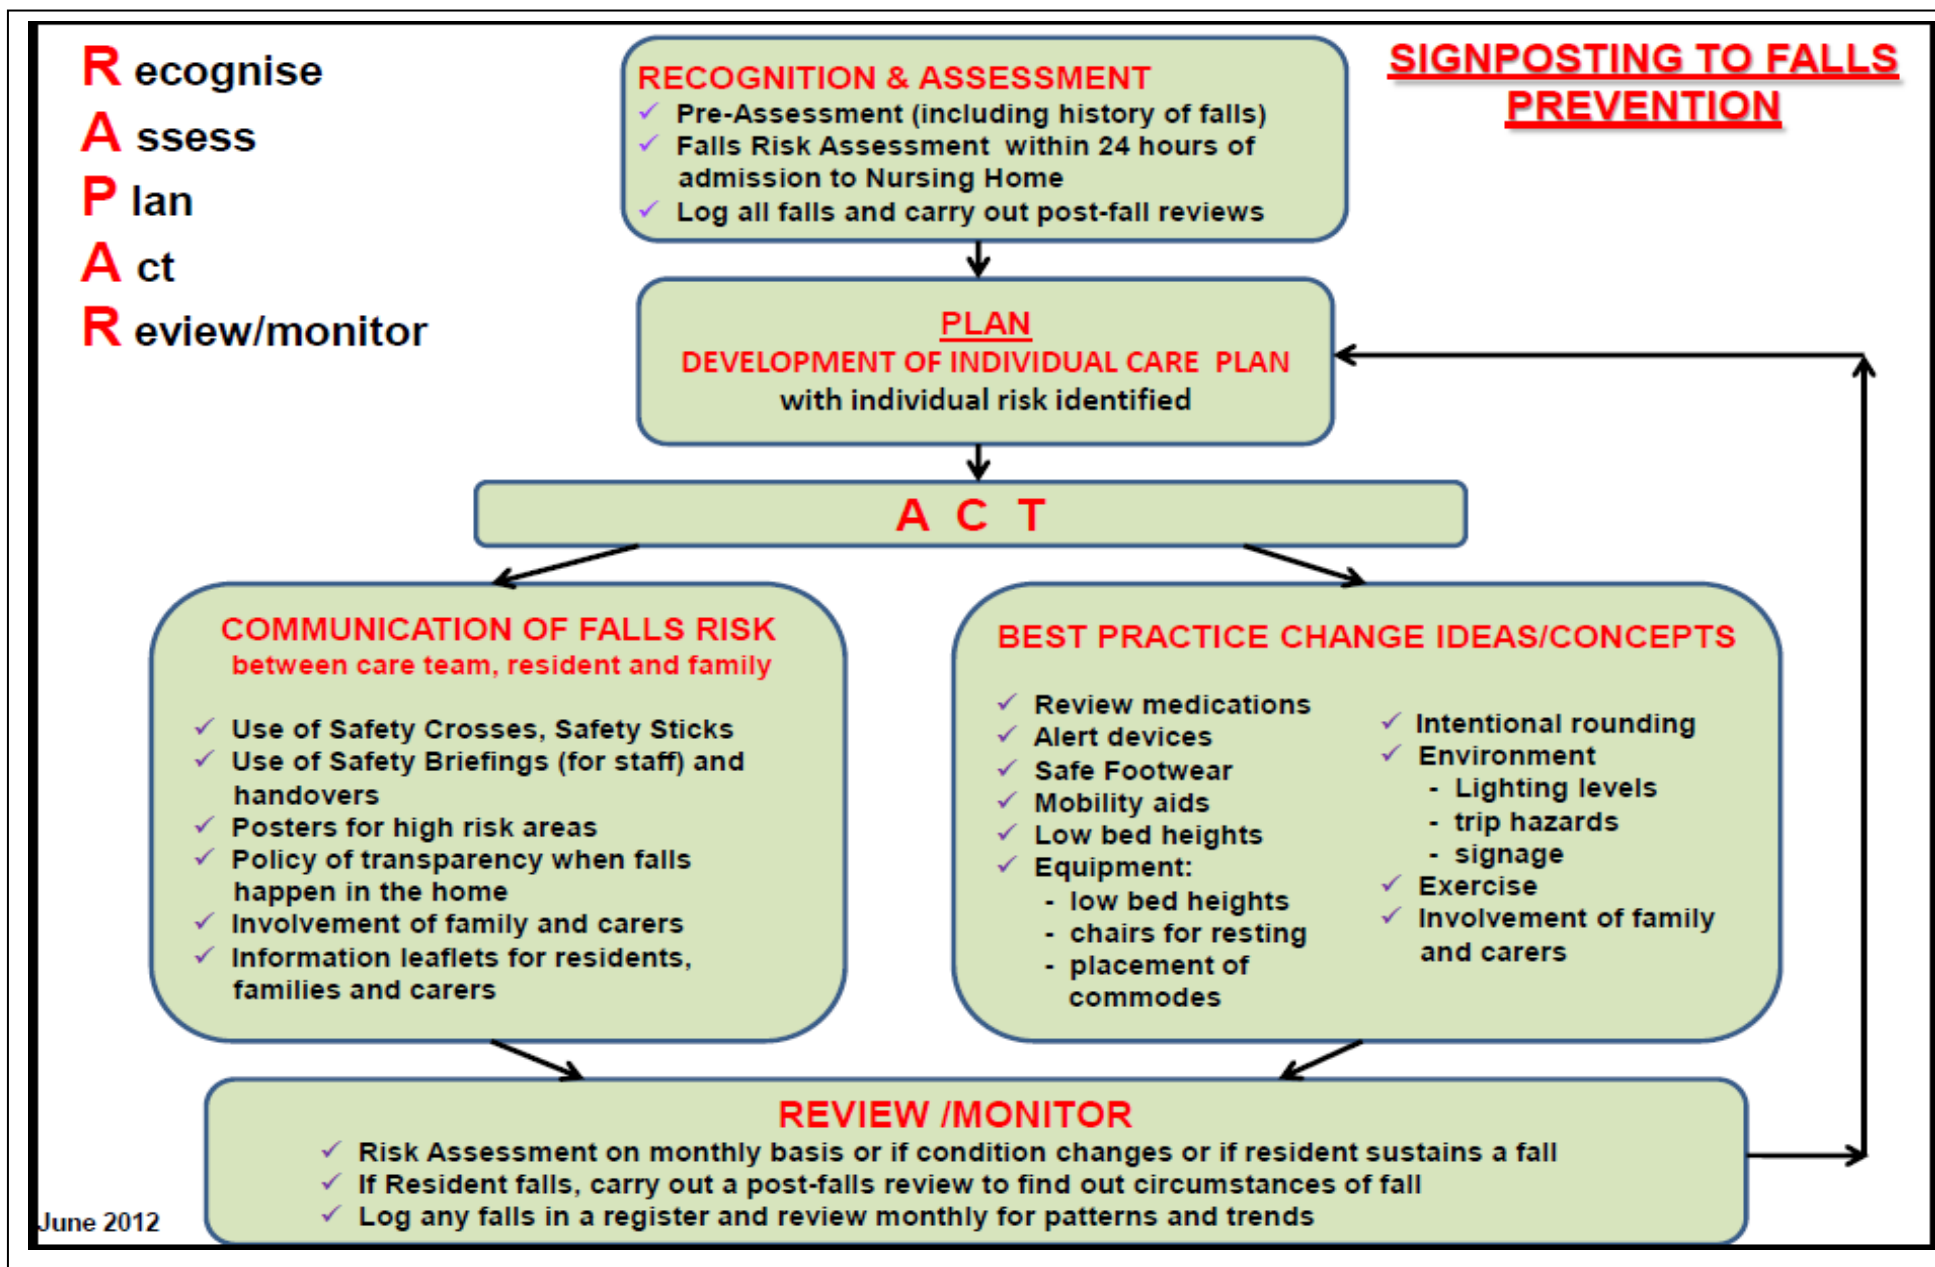 R ecognise
A ssess
P lan
A ct
R eview/monitor
SIGNPOSTING TO FALLS
PREVENTION
RECOGNITION & ASSESSMENT
✓ Pre-Assessment (including history of falls)
✓ Falls Risk Assessment within 24 hours of
admission to Nursing Home
✓ Log all falls and carry out post-fall reviews
PLAN
DEVELOPMENT OF INDIVIDUAL CARE PLAN
with individual risk identified
A C T
COMMUNICATION OF FALLS RISK
between care team, resident and family
✓ Use of Safety Crosses, Safety Sticks
✓ Use of Safety Briefings (for staff) and
handovers
✓ Posters for high risk areas
✓ Policy of transparency when falls
happen in the home
✓ Involvement of family and carers
✓ Information leaflets for residents,
families and carers
BEST PRACTICE CHANGE IDEAS/CONCEPTS
✓ Review medications
✓ Alert devices
✓ Safe Footwear
✓ Mobility aids
✓ Low bed heights
✓ Equipment:
- low bed heights
- chairs for resting
- placement of
commodes
✓ Intentional rounding
✓ Environment
- Lighting levels
- trip hazards
- signage
✓ Exercise
✓ Involvement of family
and carers
REVIEW /MONITOR
✓ Risk Assessment on monthly basis or if condition changes or if resident sustains a fall
✓ If Resident falls, carry out a post-falls review to find out circumstances of fall
✓ Log any falls in a register and review monthly for patterns and trends
June 2012